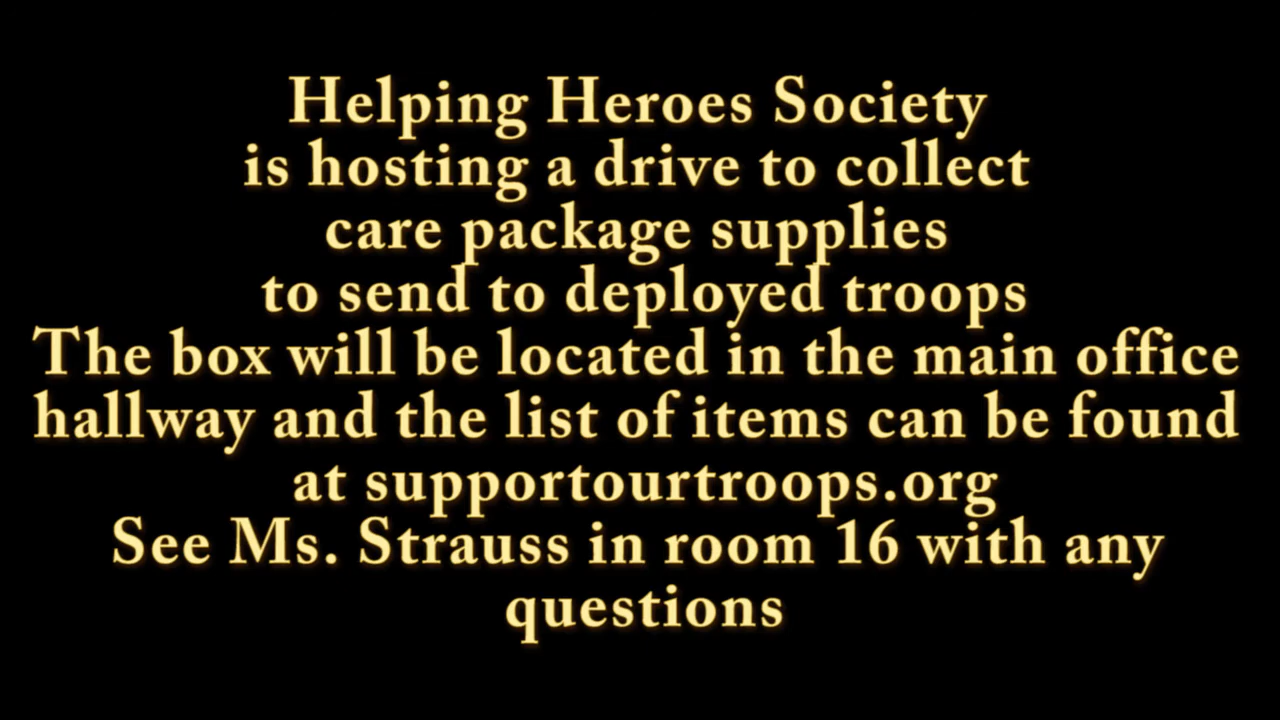 Helping Heroes Society
is hosting a drive to collect
care package supplies
to send to deployed troops
The box will be located in the main office
hallway and the list of items can be found
at supportourtroops.org
See Ms. Strauss in room 16 with any
questions